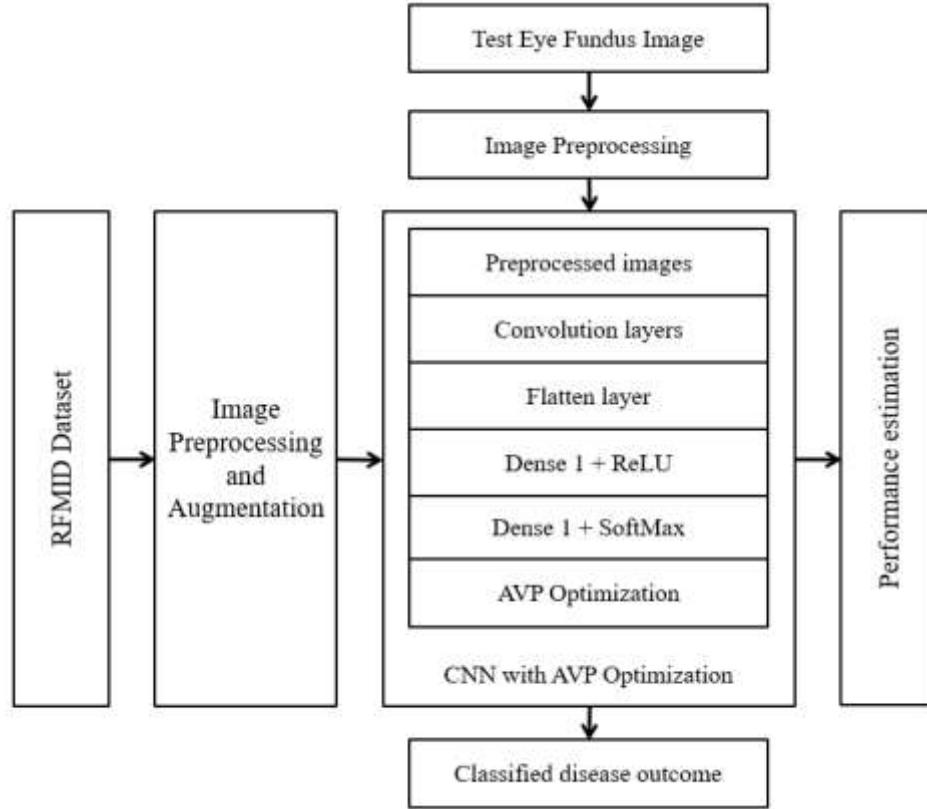 Test Eye Fundus Image
Image Preprocessing
RFMID Dataset
Image
Preprocessing
and
Augmentation
Preprocessed images
Convolution layers
Flatten layer
Dense 1 + ReLU
Dense 1 + SoftMax
AVP Optimization
CNN with AVP Optimization
Performance estimation
Classified disease outcome